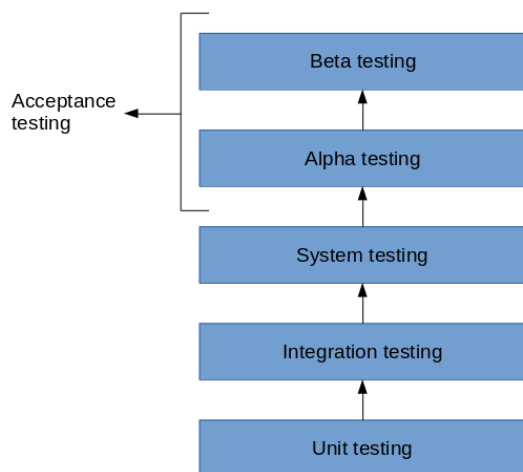 Beta testing
Acceptance
testing
Alpha testing
System testing
Integration testing
Unit testing